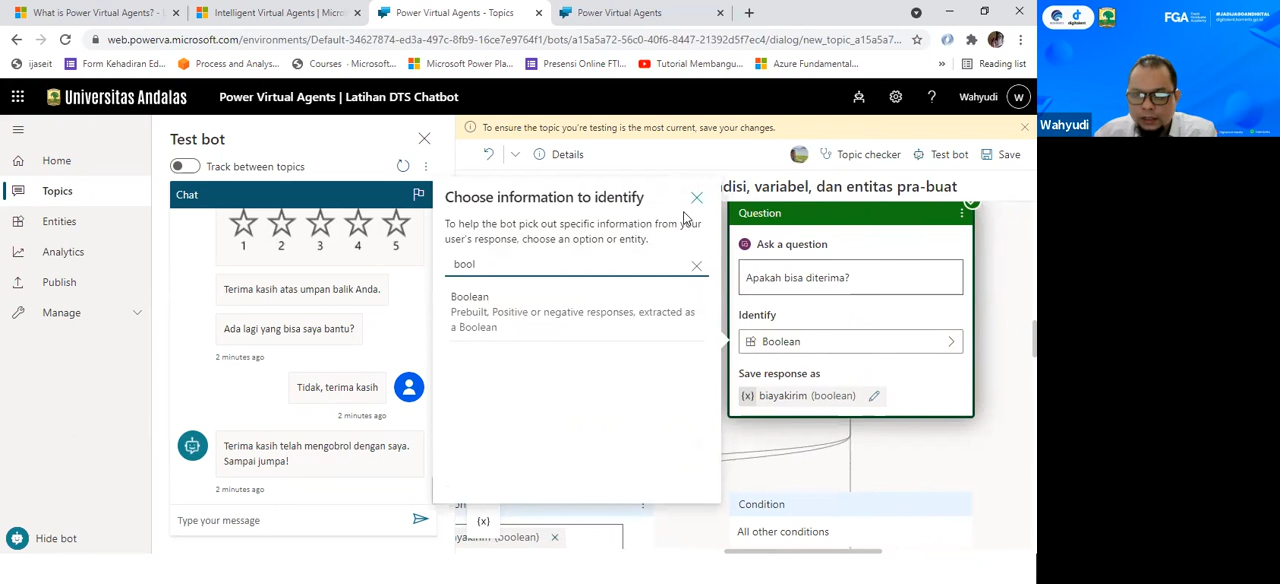 What is Power Virtual Agents? -
Intelligent Virtual Agents | Micros
Power Virtual Agents - Topics
Power Virtual Agents
web.powerva.microsoft.com/environments/Default-34627874-ed3a-497c-8fb9-16ce7e9764f1/bots/a15a5a72-56c0-40f6-8447-21392d5f7ec4/dialog/new_topic_a15a5a7...
ijaseit
Form Kehadiran Ed...
Process and Analys...
Courses - Microsoft...
Microsoft Power Pla...
Presensi Online FTI...
Tutorial Membangu...
Azure Fundamental...
»
Reading list
Universitas Andalas
Power Virtual Agents | Latihan DTS Chatbot
Wahyudi
W
Home
Topics
Entities
Analytics
Publish
Manage
Hide bot
Test bot
Track between topics
Chat
1 2 3 4 5
Terima kasih atas umpan balik Anda.
Ada lagi yang bisa saya bantu?
2 minutes ago
Tidak, terima kasih
2 minutes ago
Terima kasih telah mengobrol dengan saya.
Sampai jumpa!
2 minutes ago
Type your message
To ensure the topic you're testing is the most current, save your changes.
Details
Topic checker
Test bot
Save
Choose information to identify
To help the bot pick out specific information from your
user's response, choose an option or entity.
bool
Boolean
Prebuilt, Positive or negative responses, extracted as
a Boolean
disi, variabel, dan entitas pra-buat
Question
Ask a question
Apakah bisa diterima?
Identify
Boolean
Save response as
{x} biayakirim (boolean)
Condition
All other conditions
{x}
ayakirim (boolean)
digitalent
FGA
#JADIJAGOANDIGITAL
Wahyudi